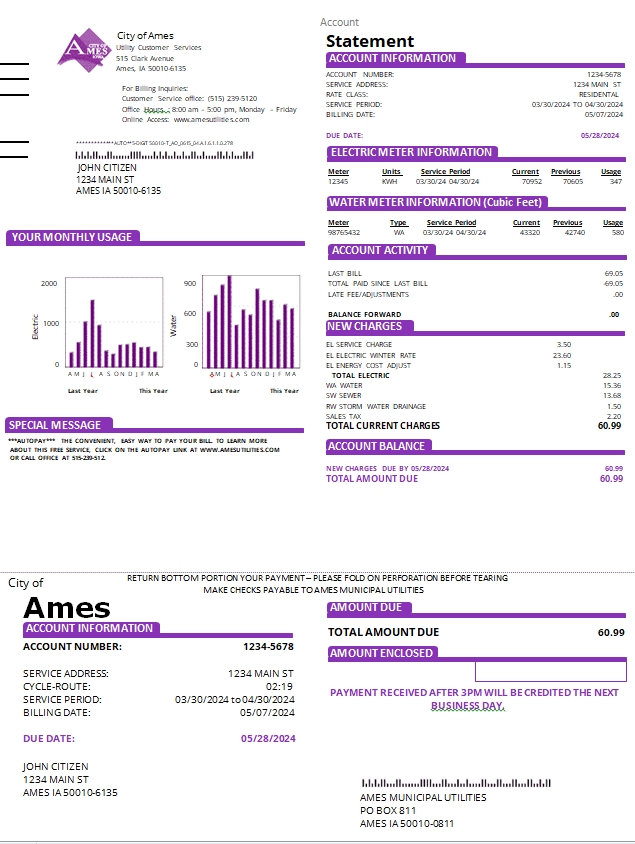 City of Ames
Utility Customer Services
515 Clark Avenue
Ames, IA 50010-6135
CITY OF
AMES
For Billing Inquiries:
Customer Service office: (515) 239-5120
Office Hours : 8:00 am – 5:00 pm, Monday - Friday
Online Access: www.amesutilities.com
JOHN CITIZEN
1234 MAIN ST
AMES IA 50010-6135
YOUR MONTHLY USAGE
Electric
2000
1000
0
A M J J A S O N D J F M A
Last Year This Year
Water
900
600
300
0
A M J J A S O N D J F M A
Last Year This Year
SPECIAL MESSAGE
***AUTOPAY*** THE CONVENIENT, EASY WAY TO PAY YOUR BILL. TO LEARN MORE
ABOUT THIS FREE SERVICE, CLICK ON THE AUTOPAY LINK AT WWW.AMESUTILITIES.COM
OR CALL OFFICE AT 515-239-512.
Account
Statement
ACCOUNT INFORMATION
ACCOUNT NUMBER: 1234-5678
SERVICE ADDRESS: 1234 MAIN ST
RATE CLASS: RESIDENTAL
SERVICE PERIOD: 03/30/2024 TO 04/30/2024
BILLING DATE: 05/07/2024
DUE DATE: 05/28/2024
ELECTRIC METER INFORMATION
Meter Units Service Period Current Previous Usage
12345 KWH 03/30/24 04/30/24 70952 70605 347
WATER METER INFORMATION (Cubic Feet)
Meter Type Service Period Current Previous Usage
98765432 WA 03/30/24 04/30/24 43320 42740 580
ACCOUNT ACTIVITY
LAST BILL 69.05
TOTAL PAID SINCE LAST BILL -69.05
LATE FEE/ADJUSTMENTS .00
BALANCE FORWARD .00
NEW CHARGES
EL SERVICE CHARGE 3.50
EL ELECTRIC WINTER RATE 23.60
EL ENERGY COST ADJUST 1.15
TOTAL ELECTRIC 28.25
WA WATER 15.36
SW SEWER 13.68
RW STORM WATER DRAINAGE 1.50
SALES TAX 2.20
TOTAL CURRENT CHARGES 60.99
ACCOUNT BALANCE
NEW CHARGES DUE BY 05/28/2024 60.99
TOTAL AMOUNT DUE 60.99
RETURN BOTTOM PORTION YOUR PAYMENT – PLEASE FOLD ON PERFORATION BEFORE TEARING
MAKE CHECKS PAYABLE TO AMES MUNICIPAL UTILITIES
City of
Ames
ACCOUNT INFORMATION
ACCOUNT NUMBER: 1234-5678
SERVICE ADDRESS: 1234 MAIN ST
CYCLE-ROUTE: 02:19
SERVICE PERIOD: 03/30/2024 to 04/30/2024
BILLING DATE: 05/07/2024
DUE DATE: 05/28/2024
JOHN CITIZEN
1234 MAIN ST
AMES IA 50010-6135
AMOUNT DUE
TOTAL AMOUNT DUE 60.99
AMOUNT ENCLOSED
PAYMENT RECEIVED AFTER 3PM WILL BE CREDITED THE NEXT
BUSINESS DAY.
AMES MUNICIPAL UTILITIES
PO BOX 811
AMES IA 50010-0811